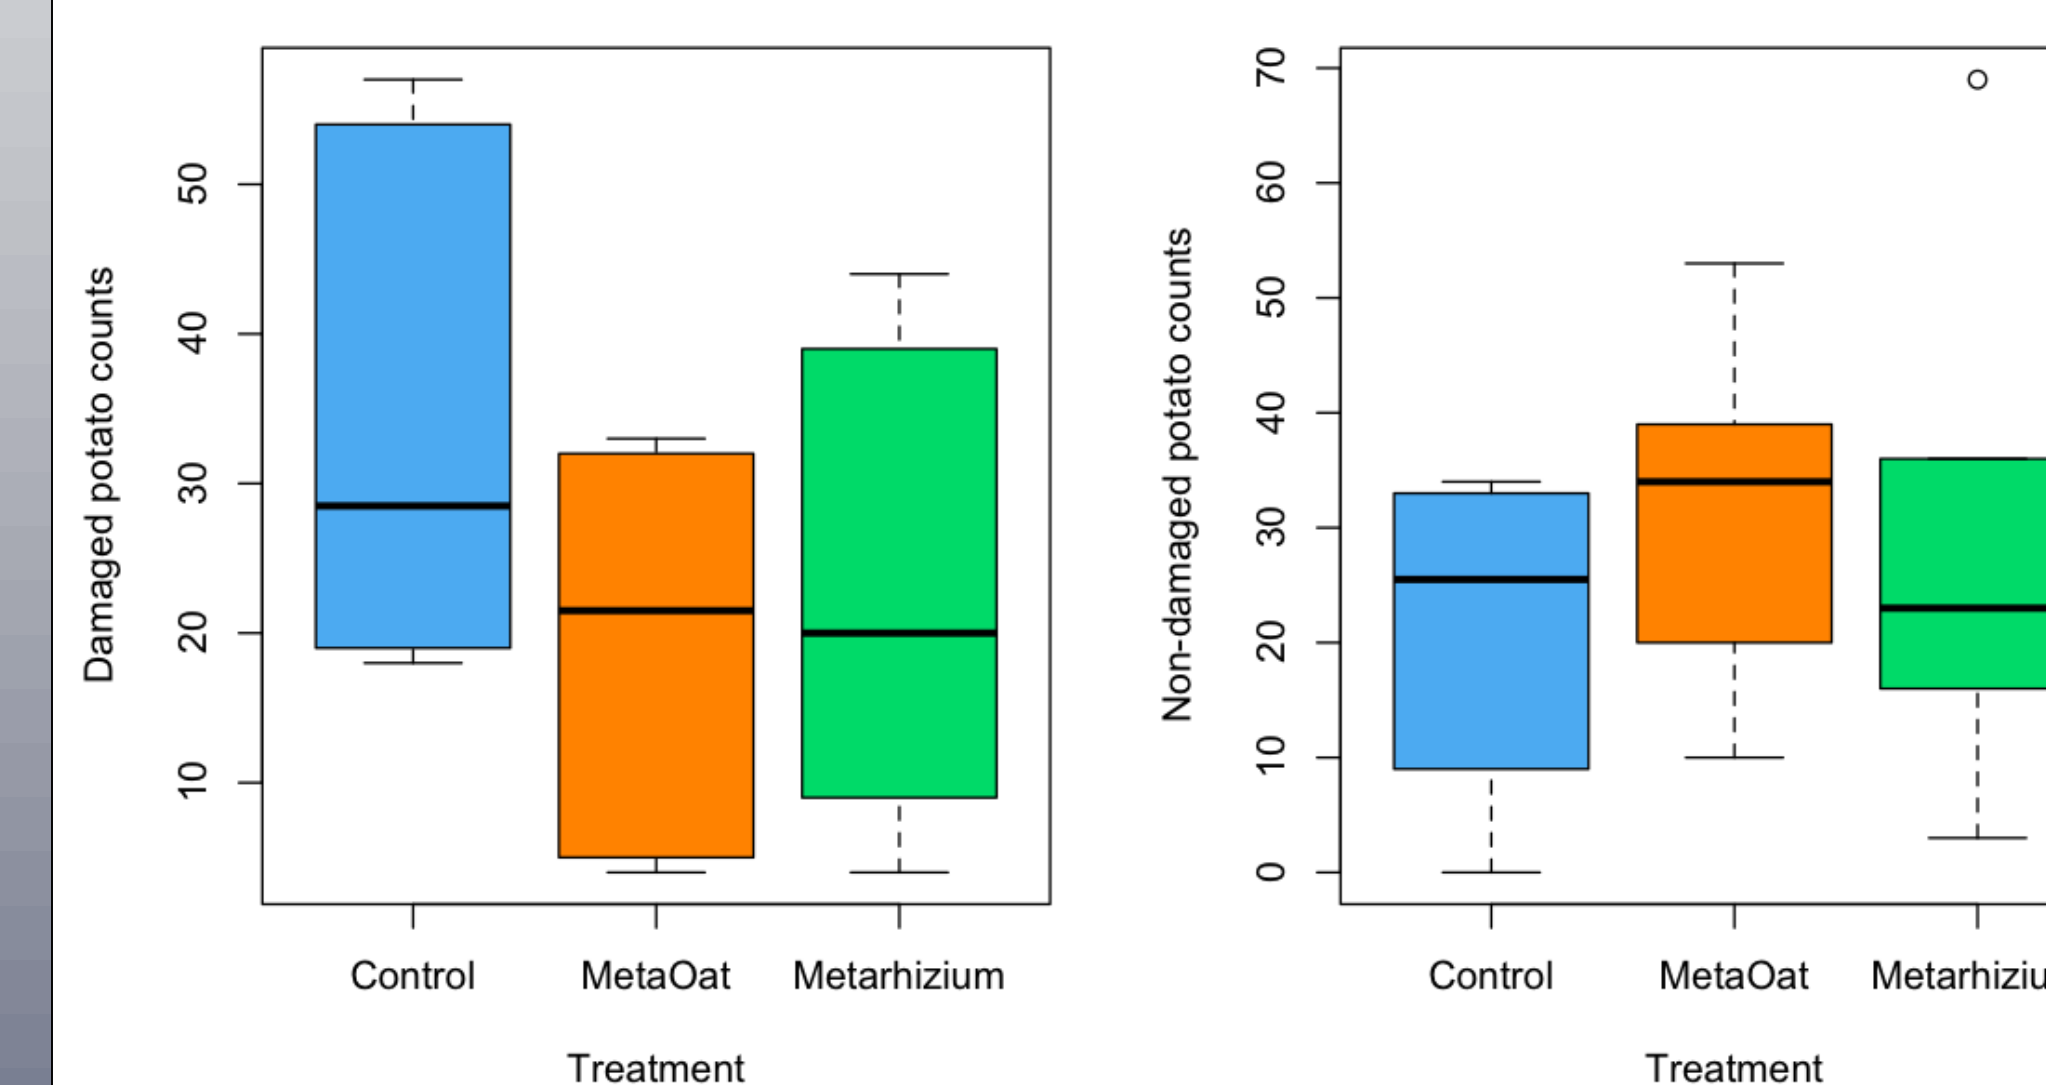 Damaged potato counts
50
40
30
20
10
Control MetaOat Metarhizium
Treatment
Non-damaged potato counts
70
60
50
40
30
20
10
0
Control MetaOat Metarhiziu
Treatment